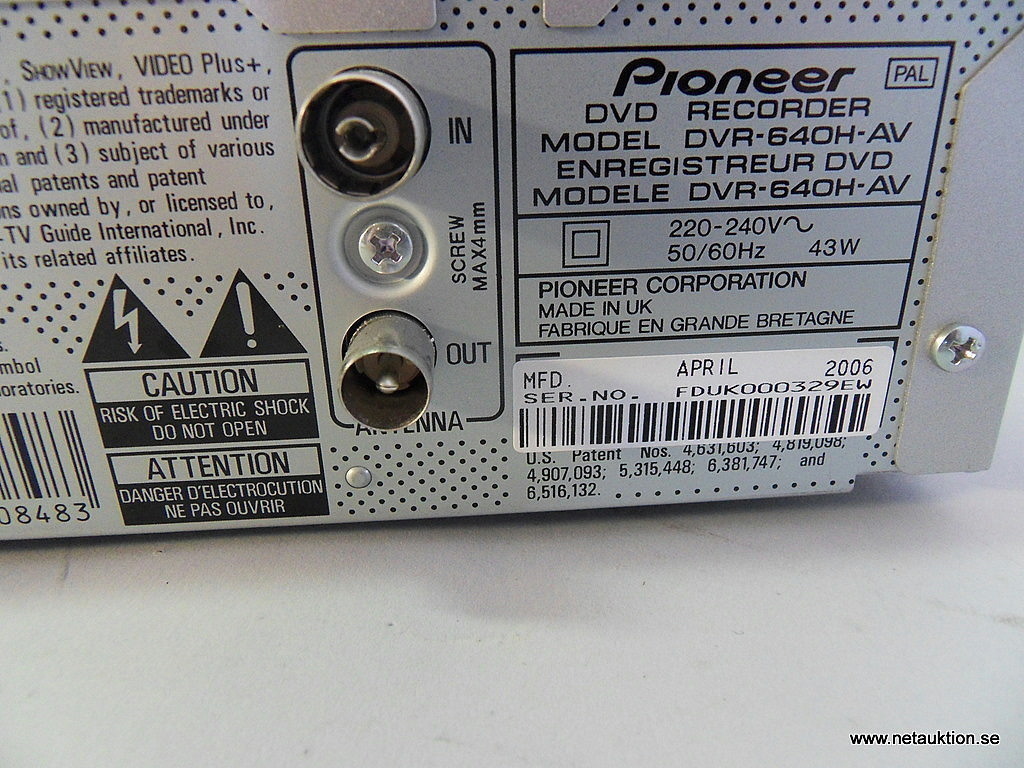 , SHOWVIEW, VIDEO Plus+,
1) registered trademarks or
of, (2) manufactured under
and (3) subject of various
patents and patent
owned by, or licensed to,
-TV Guide International, Inc.
its related affiliates.
CAUTION
RISK OF ELECTRIC SHOCK
DO NOT OPEN
ATTENTION
DANGER D'ELECTROCUTION
NE PAS OUVRIR
08483
IN
SCREW
MAX4mm
OUT
ANTENNA
Pioneer PAL
DVD RECORDER
MODEL DVR-640H-AV
ENREGISTREUR DVD
MODELE DVR-640H-AV
220-240V~
50/60Hz 43W
PIONEER CORPORATION
MADE IN UK
FABRIQUE EN GRANDE BRETAGNE
MFD. APRIL 2006
SER.NO. FDUK000329EW
U.S. Patent Nos. 4,631,603; 4,819,098;
4,907,093; 5,315,448; 6,381,747; and
6,516,132.
www.netauktion.se